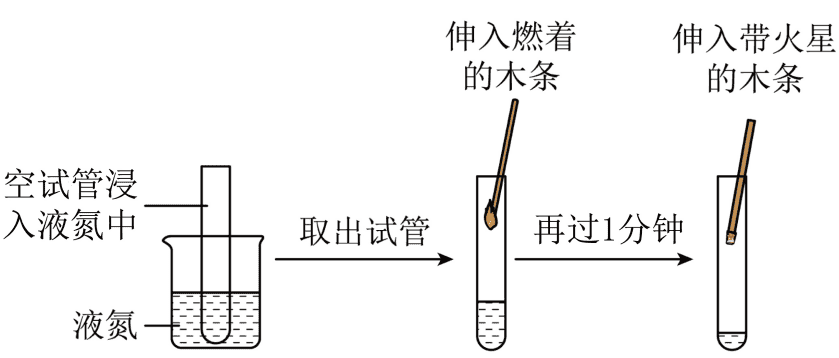 伸入燃着
的木条
伸入带火星
的木条
空试管浸
入液氮中
取出试管
再过1分钟
液氮